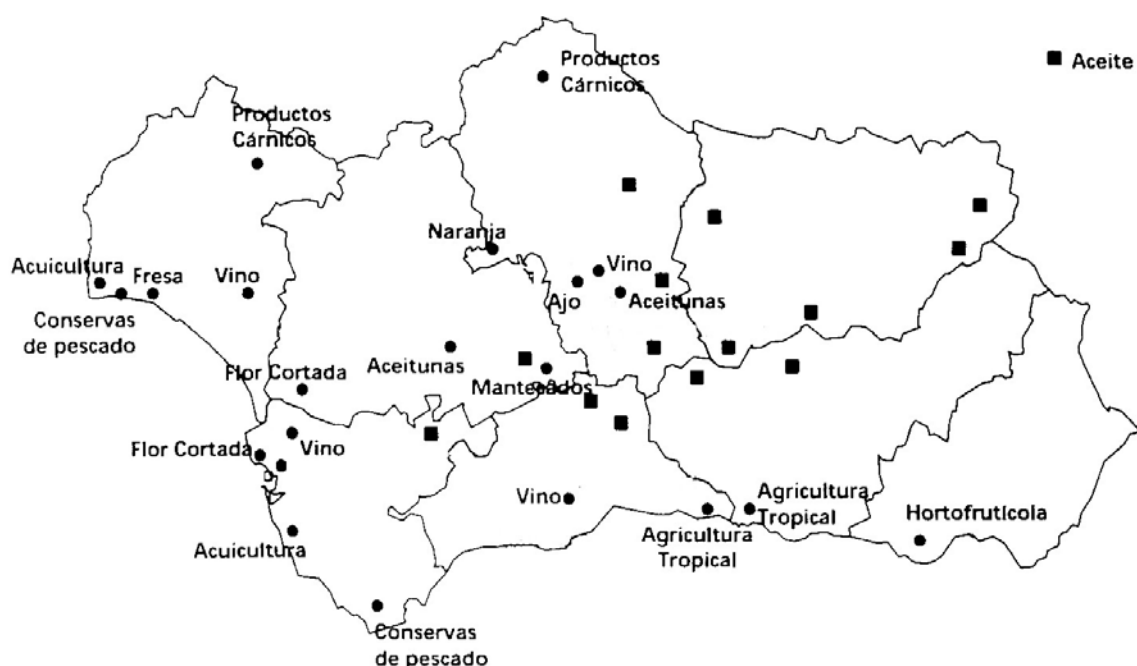 Productos
Cárnicos
Aceite
Productos
Cárnicos
Naranja
Acuicultura
Fresa
Vino
Vino
Ajo
Aceitunas
Conservas
de pescado
Aceitunas
Flor Cortada
Mantecados
Flor Cortada
Vino
Vino
Agricultura
Tropical
Agricultura
Tropical
Hortofrutícola
Acuicultura
Conservas
de pescado